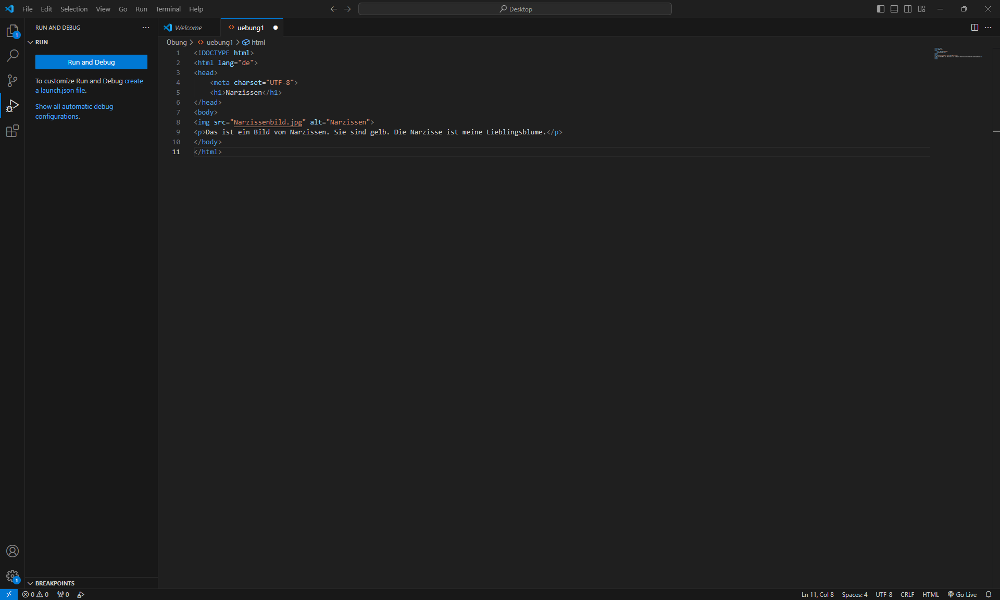 File Edit Selection View Go Run Terminal Help
Desktop
RUN AND DEBUG
RUN
Run and Debug
To customize Run and Debug create
a launch.json file.
Show all automatic debug
configurations.
Welcome
uebung1
Übung > uebung1 > html
1 <!DOCTYPE html>
2 <html lang="de">
3 <head>
4     <meta charset="UTF-8">
5     <h1>Narzissen</h1>
6 </head>
7 <body>
8 <img src="Narzissenbild.jpg" alt="Narzissen">
9 <p>Das ist ein Bild von Narzissen. Sie sind gelb. Die Narzisse ist meine Lieblingsblume.</p>
10 </body>
11 </html>
1
1
BREAKPOINTS
0 0 0
Ln 11, Col 8 Spaces: 4 UTF-8 CRLF HTML Go Live